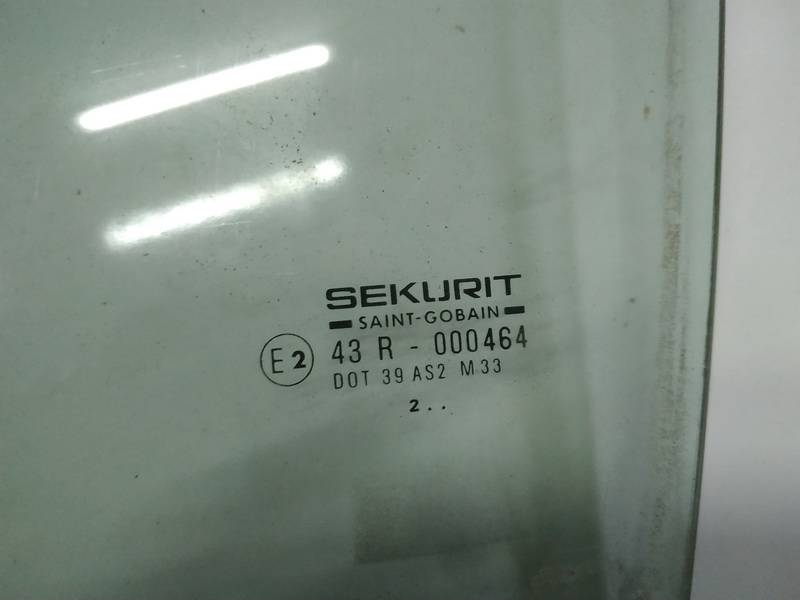 SEKURIT
SAINT-GOBAIN
E2 43 R - 000464
DOT 39 AS2 M33
2..